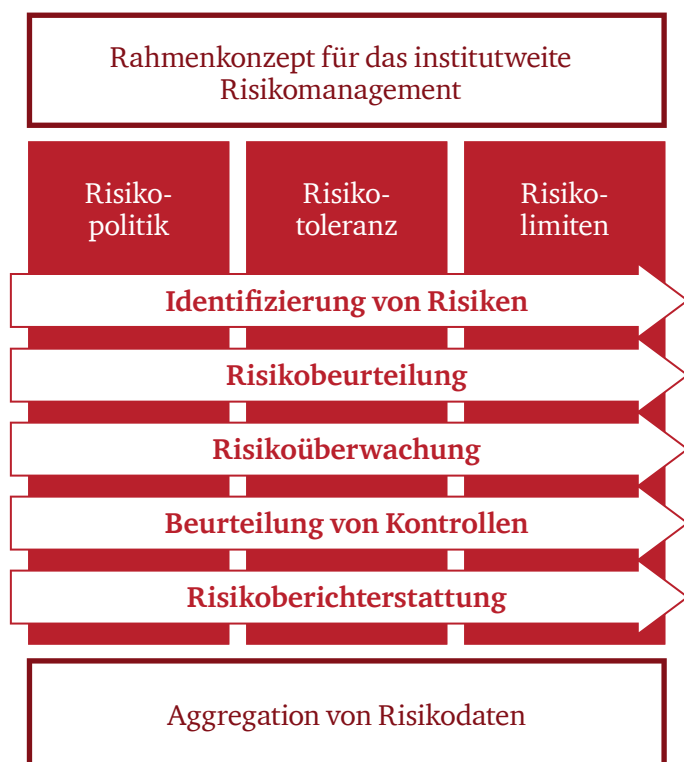 Rahmenkonzept für das institutweite
Risikomanagement
Risiko-
politik
Risiko-
toleranz
Risiko-
limiten
Identifizierung von Risiken
Risikobeurteilung
Risikoüberwachung
Beurteilung von Kontrollen
Risikoberichterstattung
Aggregation von Risikodaten